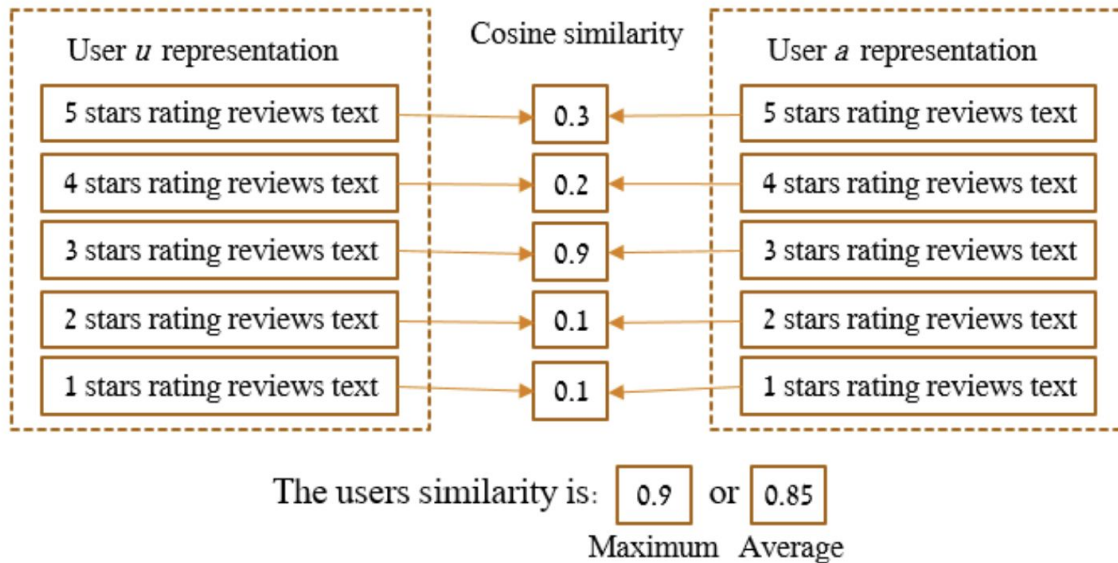 User u representation
Cosine similarity
User a representation
5 stars rating reviews text
0.3
5 stars rating reviews text
4 stars rating reviews text
0.2
4 stars rating reviews text
3 stars rating reviews text
0.9
3 stars rating reviews text
2 stars rating reviews text
0.1
2 stars rating reviews text
1 stars rating reviews text
0.1
1 stars rating reviews text
The users similarity is: 0.9 or 0.85
Maximum Average